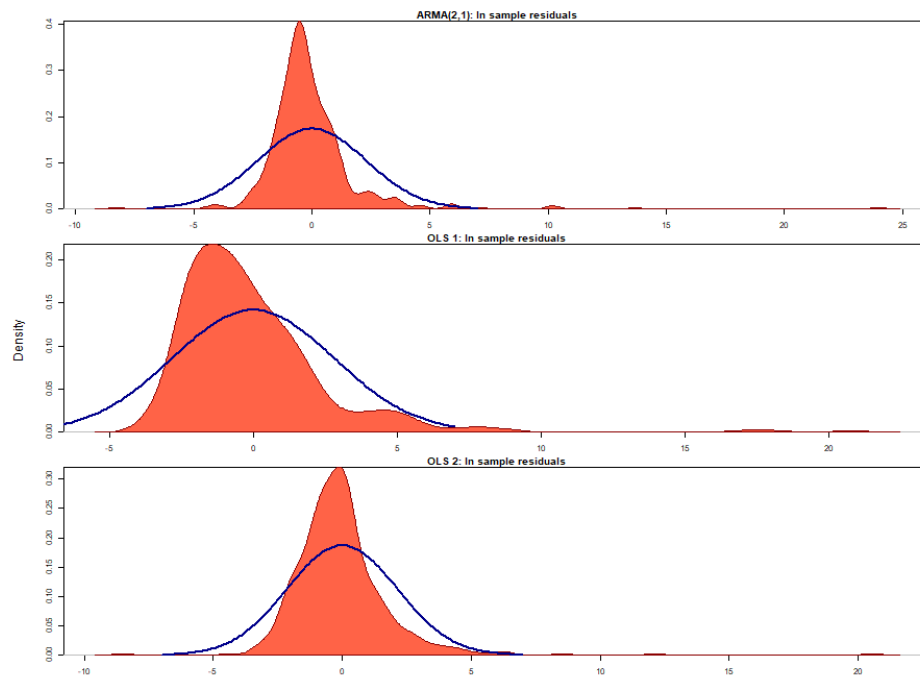 ARMA(2,1): In sample residuals
0.4
0.3
0.2
0.1
0.0
-10 -5 0 5 10 15 20 25
OLS 1: In sample residuals
0.20
0.15
0.10
0.05
0.00
-5 0 5 10 15 20
Density
OLS 2: In sample residuals
0.30
0.25
0.20
0.15
0.10
0.05
0.00
-10 -5 0 5 10 15 20